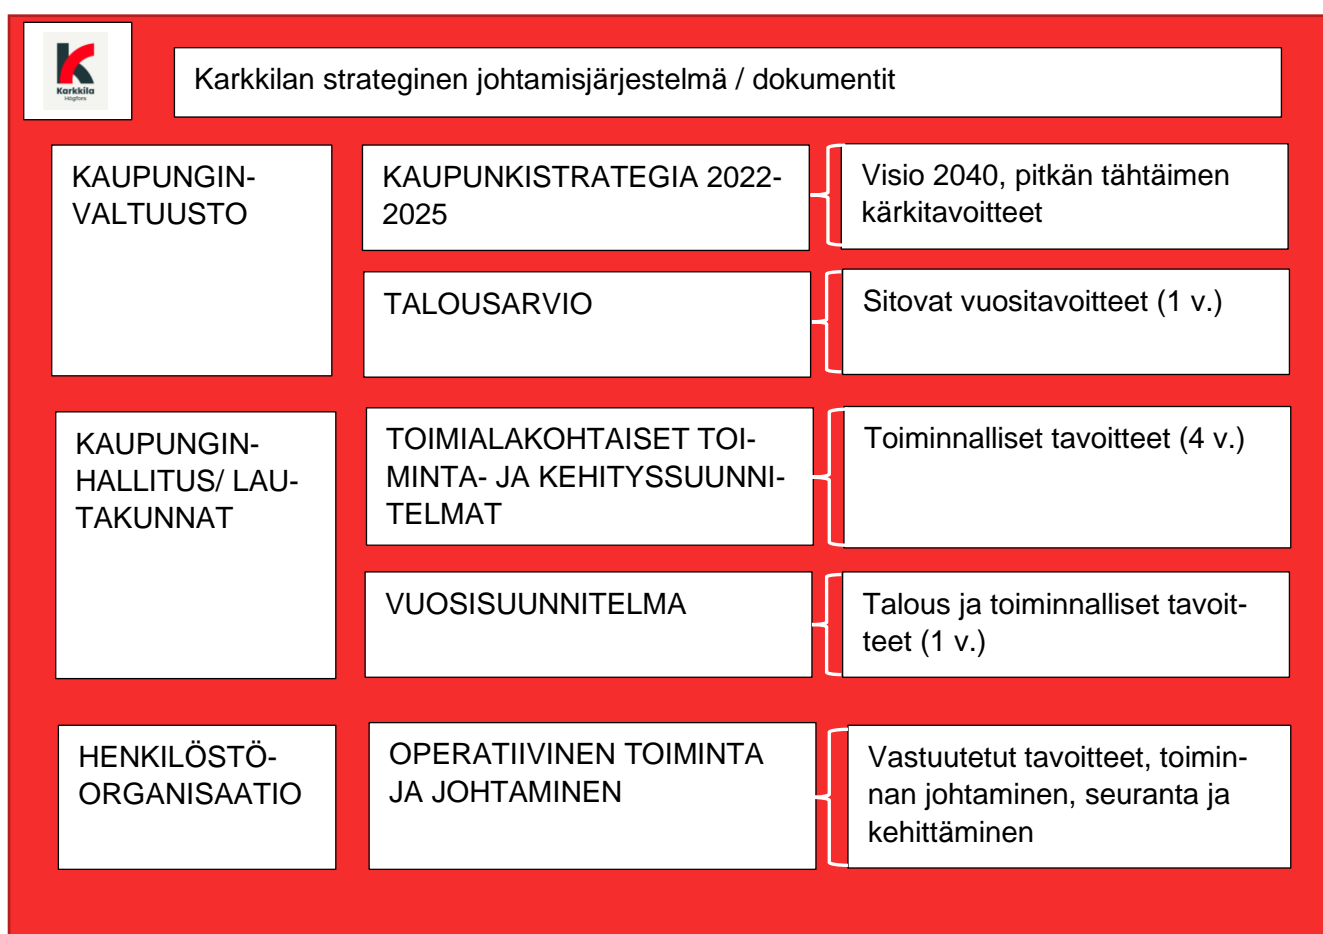 Karkkila
Högfors
Karkkilan strateginen johtamisjärjestelmä / dokumentit
KAUPUNGIN-
VALTUUSTO
KAUPUNKISTRATEGIA 2022-
2025
Visio 2040, pitkän tähtäimen
kärkitavoitteet
TALOUSARVIO
Sitovat vuositavoitteet (1 v.)
KAUPUNGIN-
HALLITUS/ LAU-
TAKUNNAT
TOIMIALAKOHTAISET TOI-
MINTA- JA KEHITYSSUUNNI-
TELMAT
Toiminnalliset tavoitteet (4 v.)
VUOSISUUNNITELMA
Talous ja toiminnalliset tavoit-
teet (1 v.)
HENKILÖSTÖ-
ORGANISAATIO
OPERATIIVINEN TOIMINTA
JA JOHTAMINEN
Vastuutetut tavoitteet, toimin-
nan johtaminen, seuranta ja
kehittäminen